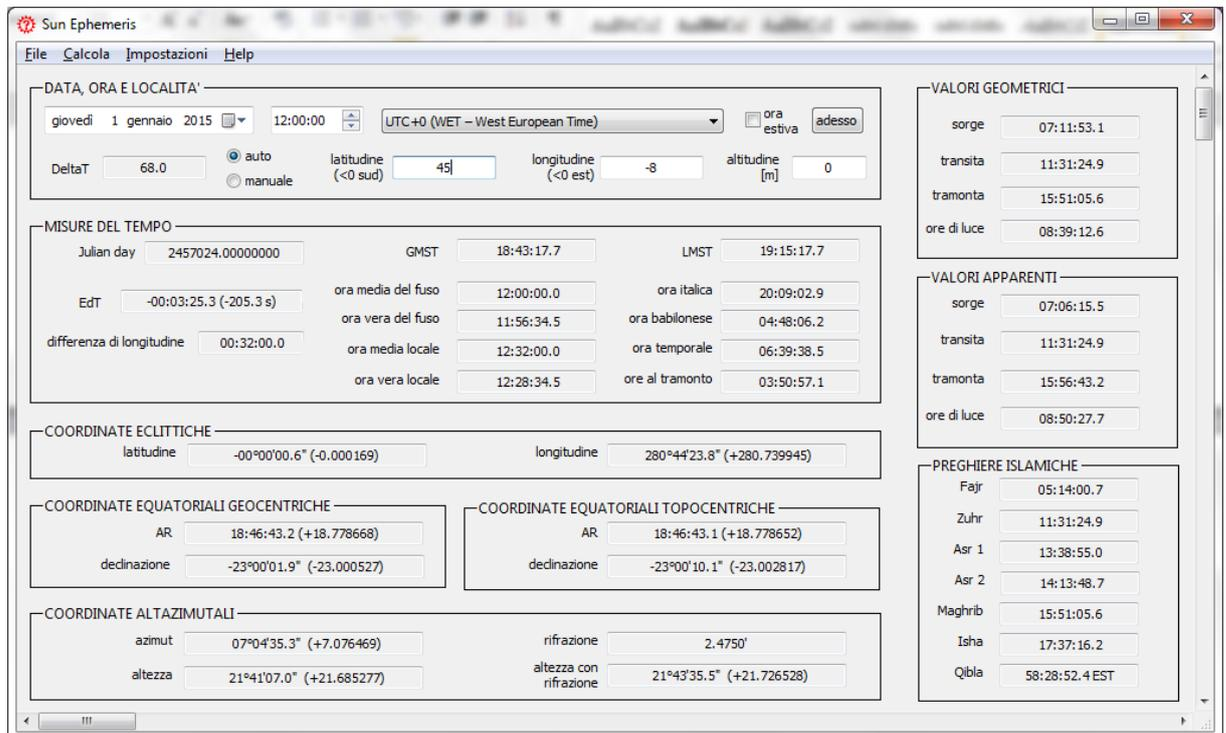 Sun Ephemeris
File Calcola Impostazioni Help
DATA, ORA E LOCALITA'
giovedì 1 gennaio 2015 12:00:00 UTC+0 (WET – West European Time) ora estiva adesso
DeltaT 68.0 auto manuale latitudine (<0 sud) 45 longitudine (<0 est) -8 altitudine [m] 0
MISURE DEL TEMPO
Julian day 2457024.00000000 GMST 18:43:17.7 LMST 19:15:17.7
EdT -00:03:25.3 (-205.3 s) ora media del fuso 12:00:00.0 ora italica 20:09:02.9
ora vera del fuso 11:56:34.5 ora babilonese 04:48:06.2
differenza di longitudine 00:32:00.0 ora media locale 12:32:00.0 ora temporale 06:39:38.5
ora vera locale 12:28:34.5 ore al tramonto 03:50:57.1
COORDINATE ECLITTICHE
latitudine -00°00'00.6" (-0.000169) longitudine 280°44'23.8" (+280.739945)
COORDINATE EQUATORIALI GEOCENTRICHE
AR 18:46:43.2 (+18.778668)
declinazione -23°00'01.9" (-23.000527)
COORDINATE EQUATORIALI TOPOCENTRICHE
AR 18:46:43.1 (+18.778652)
declinazione -23°00'10.1" (-23.002817)
COORDINATE ALTAZIMUTALI
azimut 07°04'35.3" (+7.076469) rifrazione 2.4750'
altezza 21°41'07.0" (+21.685277) altezza con rifrazione 21°43'35.5" (+21.726528)
VALORI GEOMETRICI
sorge 07:11:53.1
transita 11:31:24.9
tramonta 15:51:05.6
ore di luce 08:39:12.6
VALORI APPARENTI
sorge 07:06:15.5
transita 11:31:24.9
tramonta 15:56:43.2
ore di luce 08:50:27.7
PREGHIERE ISLAMICHE
Fajr 05:14:00.7
Zuhr 11:31:24.9
Asr 1 13:38:55.0
Asr 2 14:13:48.7
Maghrib 15:51:05.6
Isha 17:37:16.2
Qibla 58:28:52.4 EST